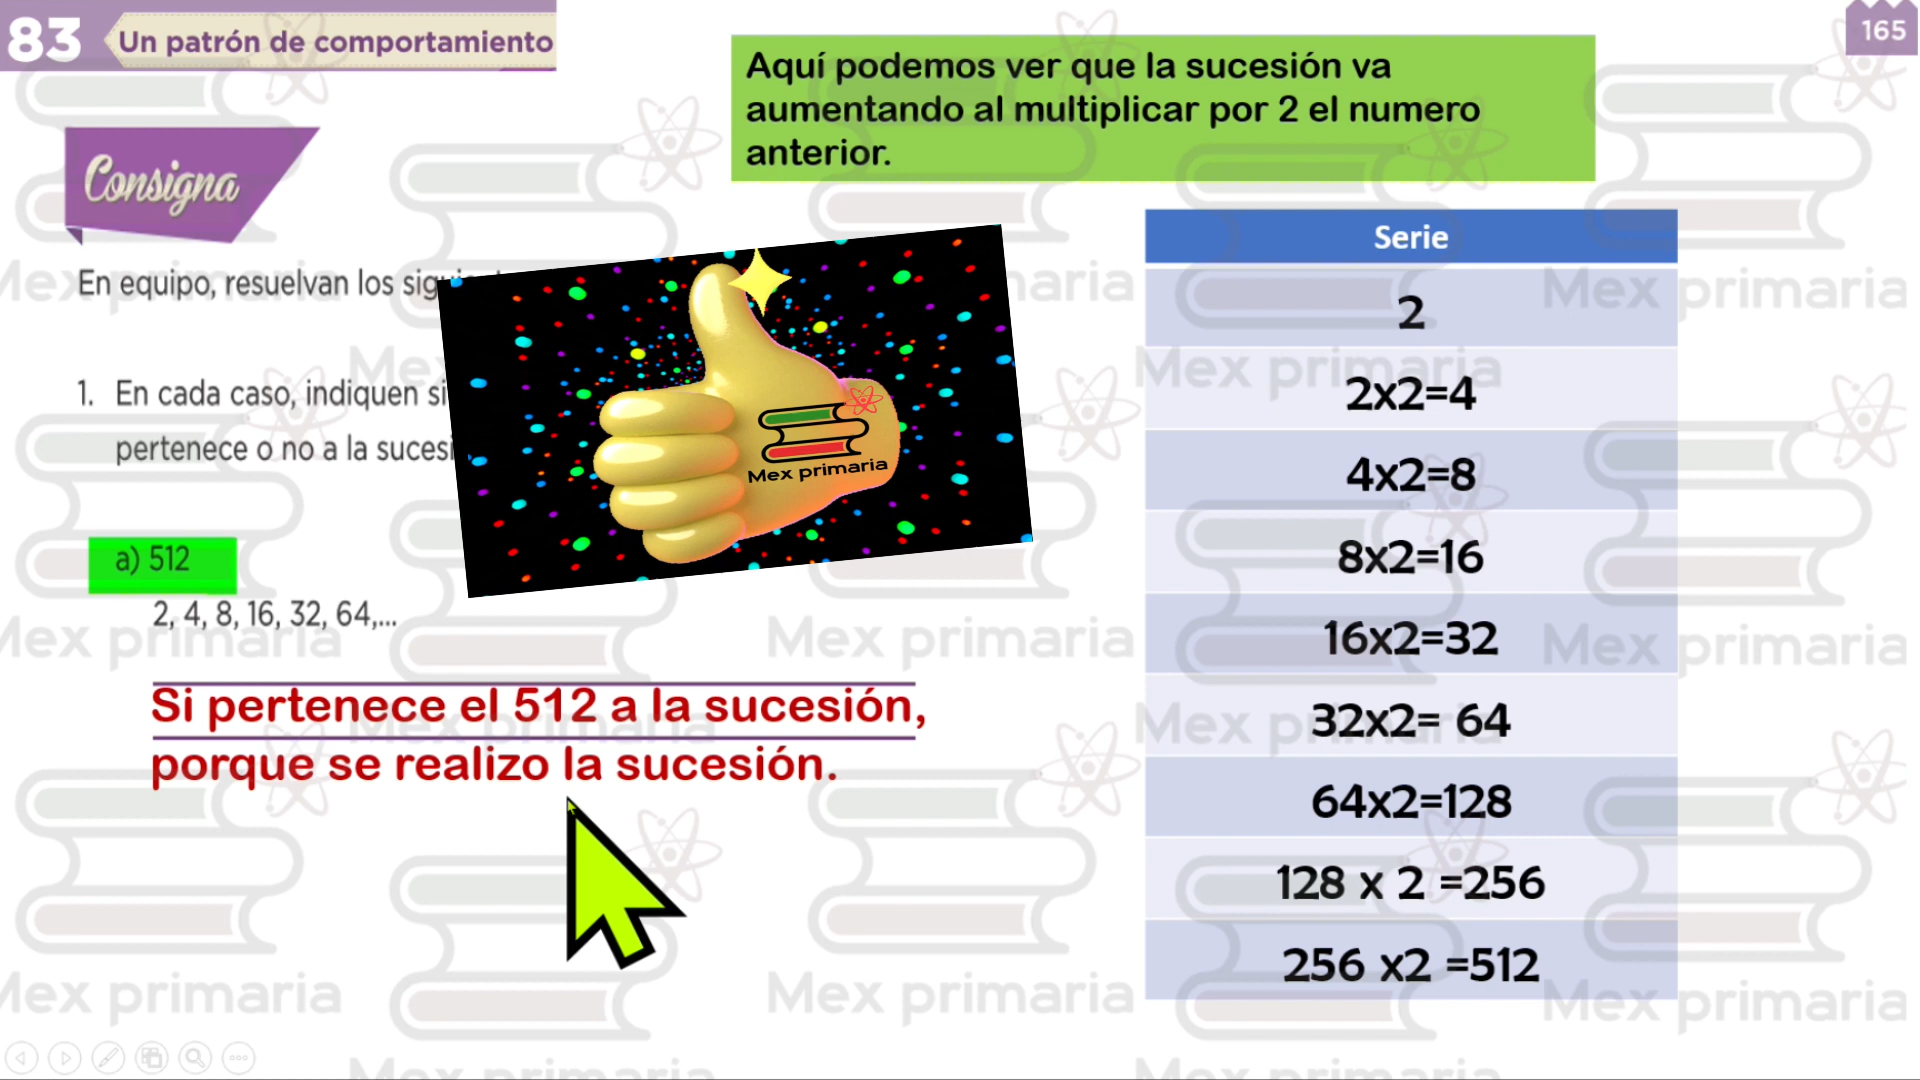 83
Un patrón de comportamiento
165
Aquí podemos ver que la sucesión va
aumentando al multiplicar por 2 el numero
anterior.
Consigna
En equipo, resuelvan los
1. En cada caso, indiquen si
pertenece o no a la
a) 512
2, 4, 8, 16, 32, 64,...
Si pertenece el 512 a la sucesión,
porque se realizo la sucesión.
Mex primaria
Serie
2
2x2=4
4x2=8
8x2=16
16x2=32
32x2= 64
64x2=128
128 x 2 =256
256 x2 =512